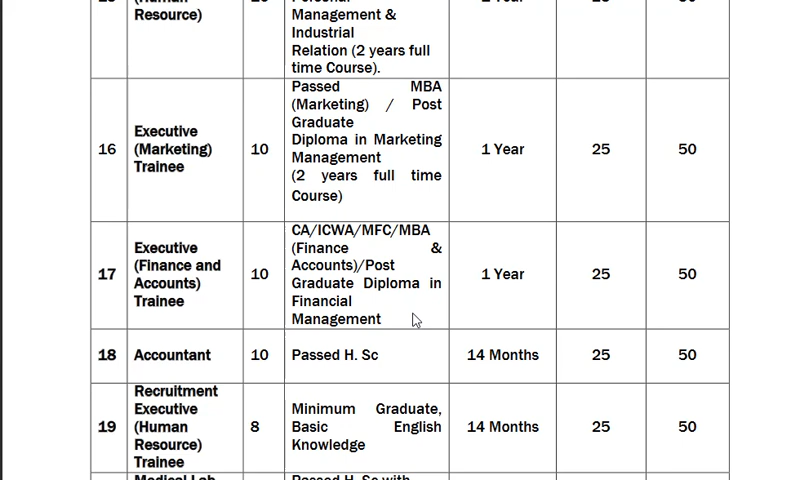 Resource)
Management &
Industrial
Relation (2 years full
time Course).
16
Executive
(Marketing)
Trainee
10
Passed MBA
(Marketing) / Post
Graduate
Diploma in Marketing
Management
(2 years full time
Course)
1 Year
25
50
17
Executive
(Finance and
Accounts)
Trainee
10
CA/ICWA/MFC/MBA
(Finance &
Accounts)/Post
Graduate Diploma in
Financial
Management
1 Year
25
50
18
Accountant
10
Passed H. Sc
14 Months
25
50
19
Recruitment
Executive
(Human
Resource)
Trainee
8
Minimum Graduate,
Basic English
Knowledge
14 Months
25
50
Medical Lab
Passed H. Sc with